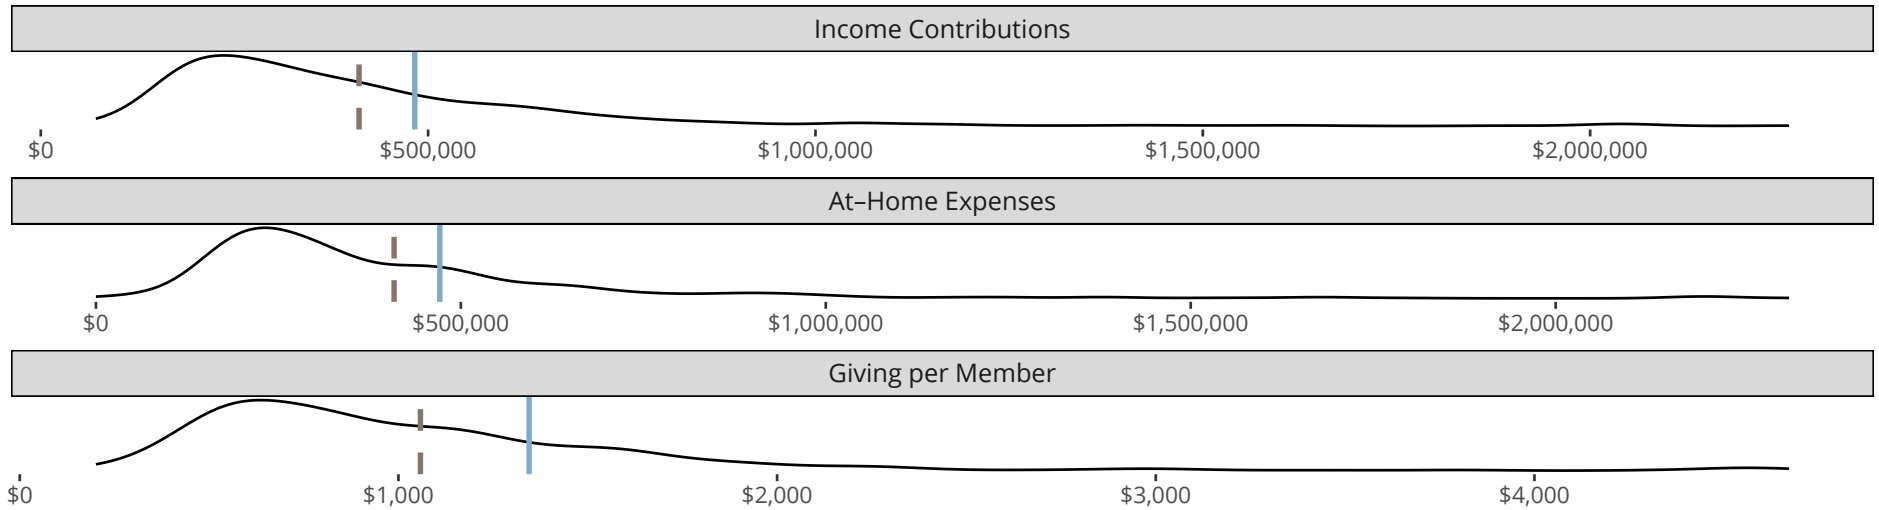 Income Contributions
$0 $500,000 $1,000,000 $1,500,000 $2,000,000
At–Home Expenses
$0 $500,000 $1,000,000 $1,500,000 $2,000,000
Giving per Member
$0 $1,000 $2,000 $3,000 $4,000